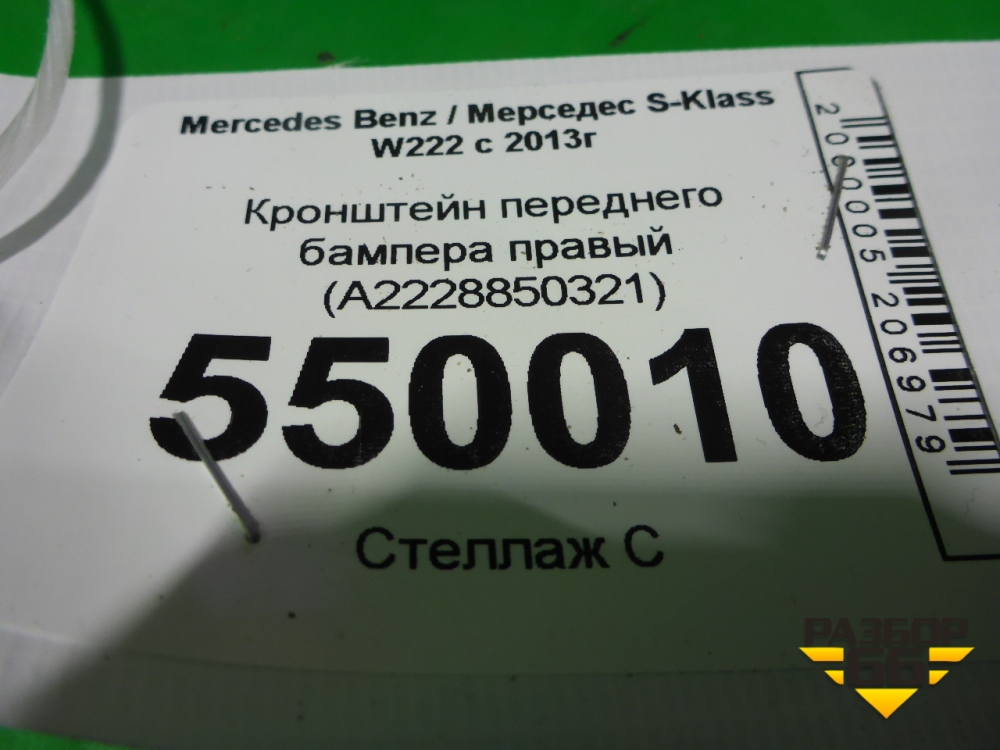 Mercedes Benz / Мерседес S-Klass
W222 с 2013г
Кронштейн переднего
бампера правый
(A2228850321)
550010
Стеллаж С
2000005206979
РАЗБОР
66